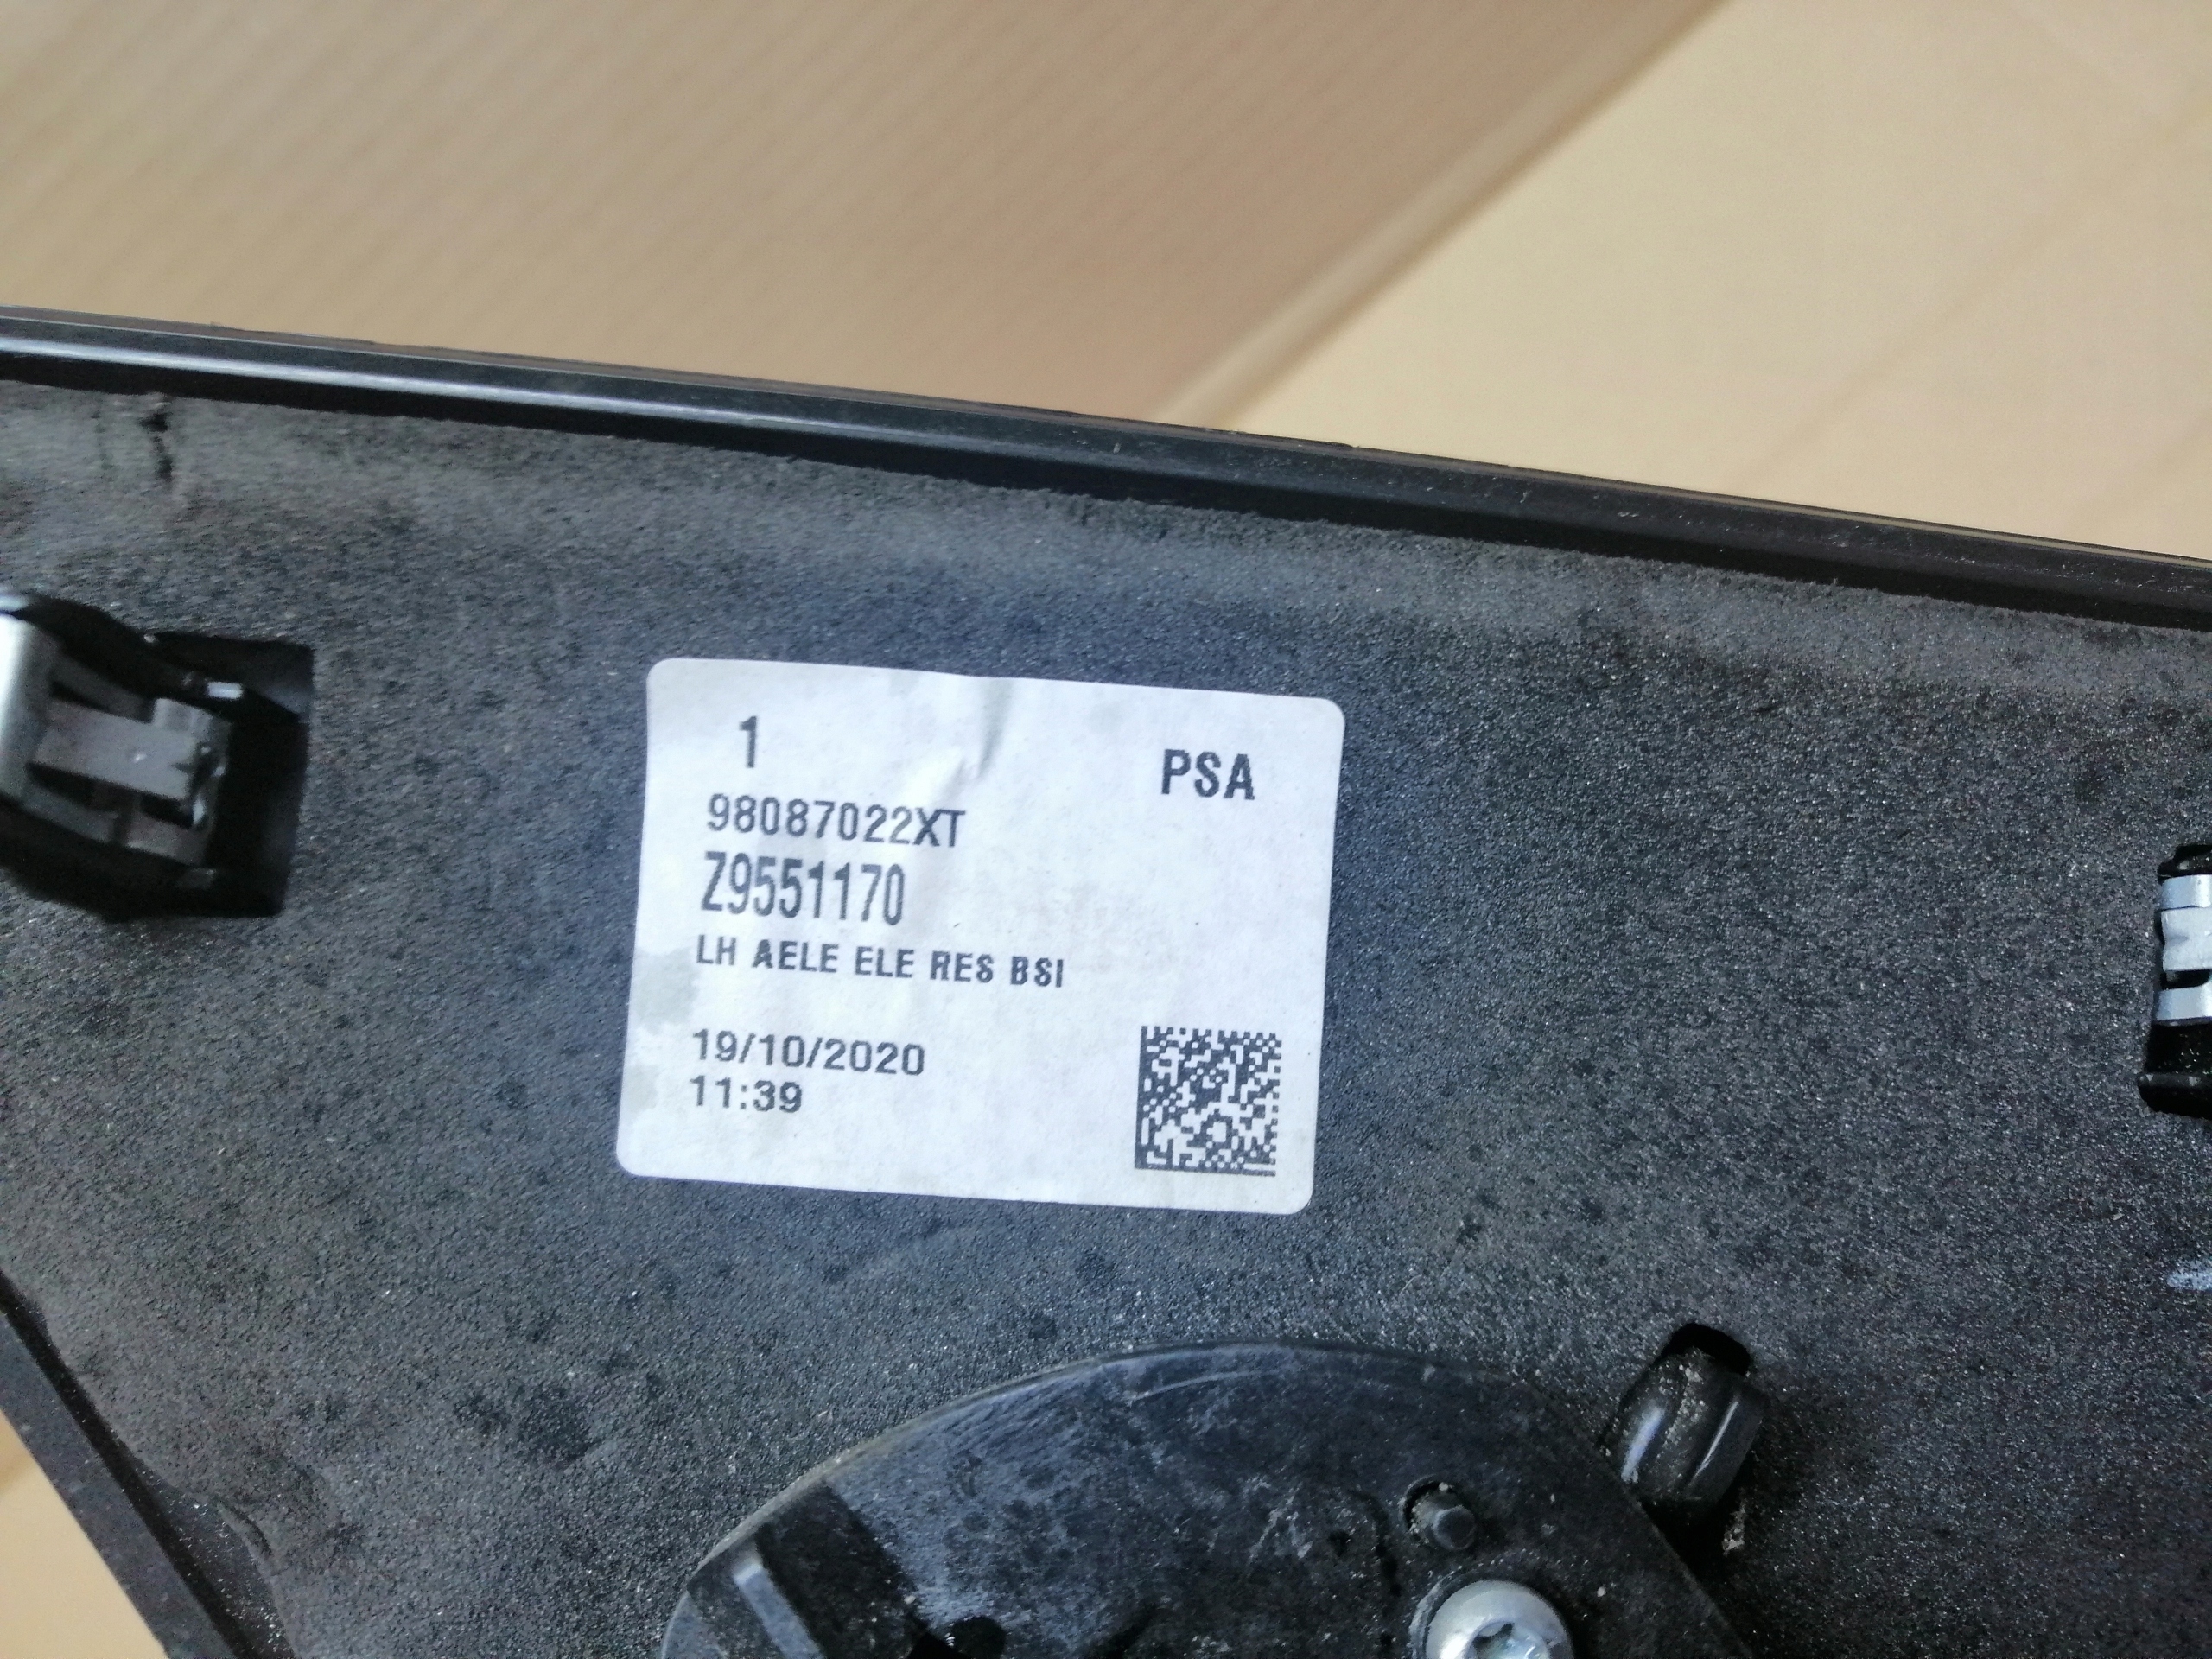 1
PSA
98087022XT
Z9551170
LH AELE ELE RES BSI
19/10/2020
11:39